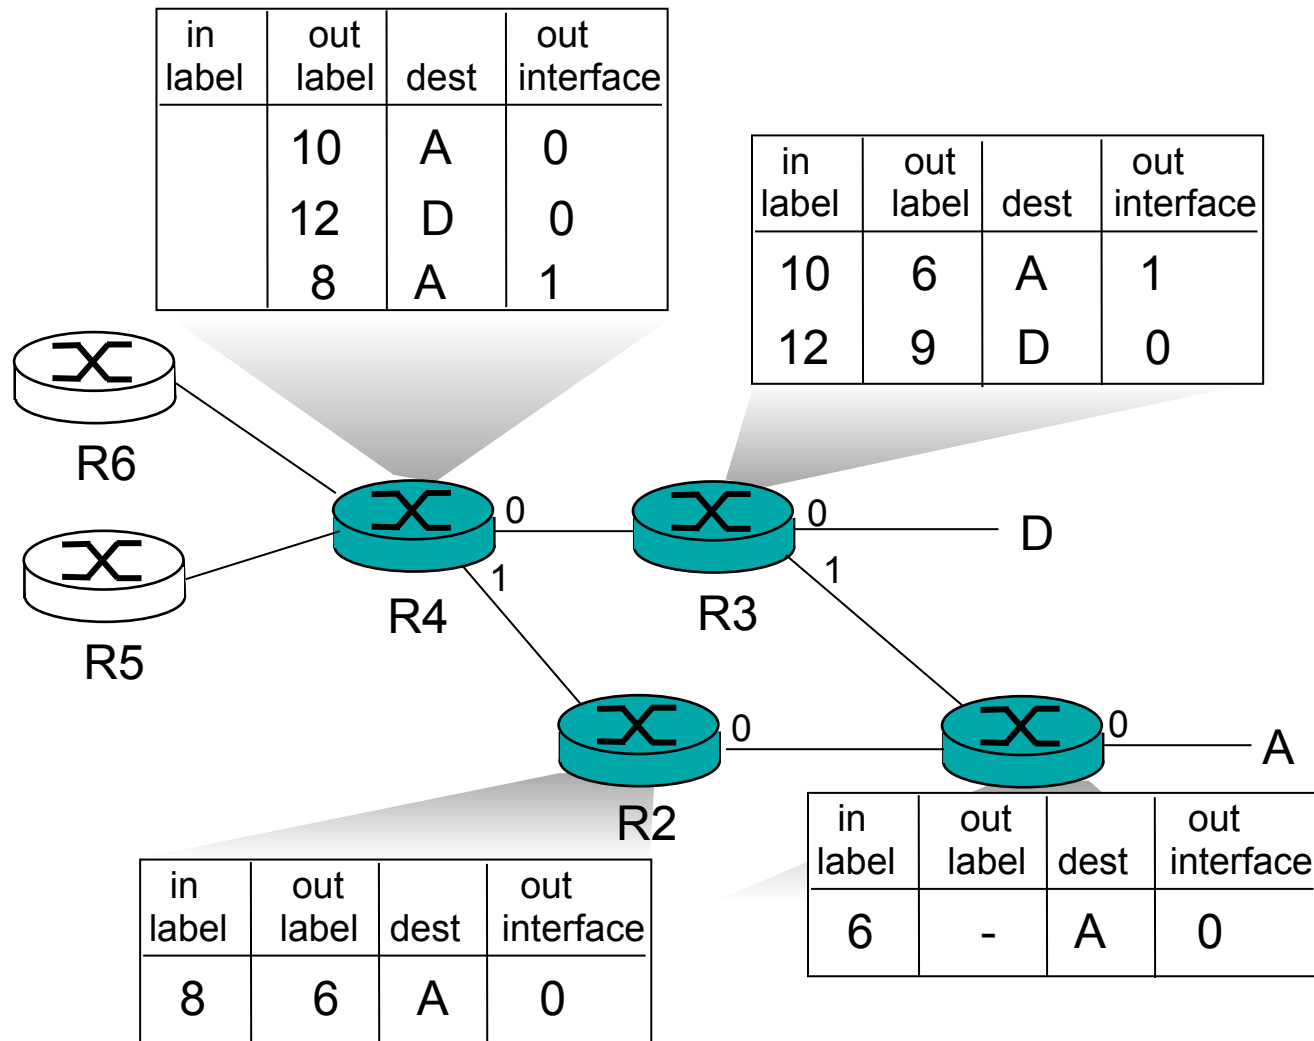 in out out
label label dest interface
10 A 0
12 D 0
8 A 1
in out out
label label dest interface
10 6 A 1
12 9 D 0
R6
R5
R4
0
1
R3
0
1
D
R2
0
0
A
in out out
label label dest interface
8 6 A 0
in out out
label label dest interface
6 - A 0